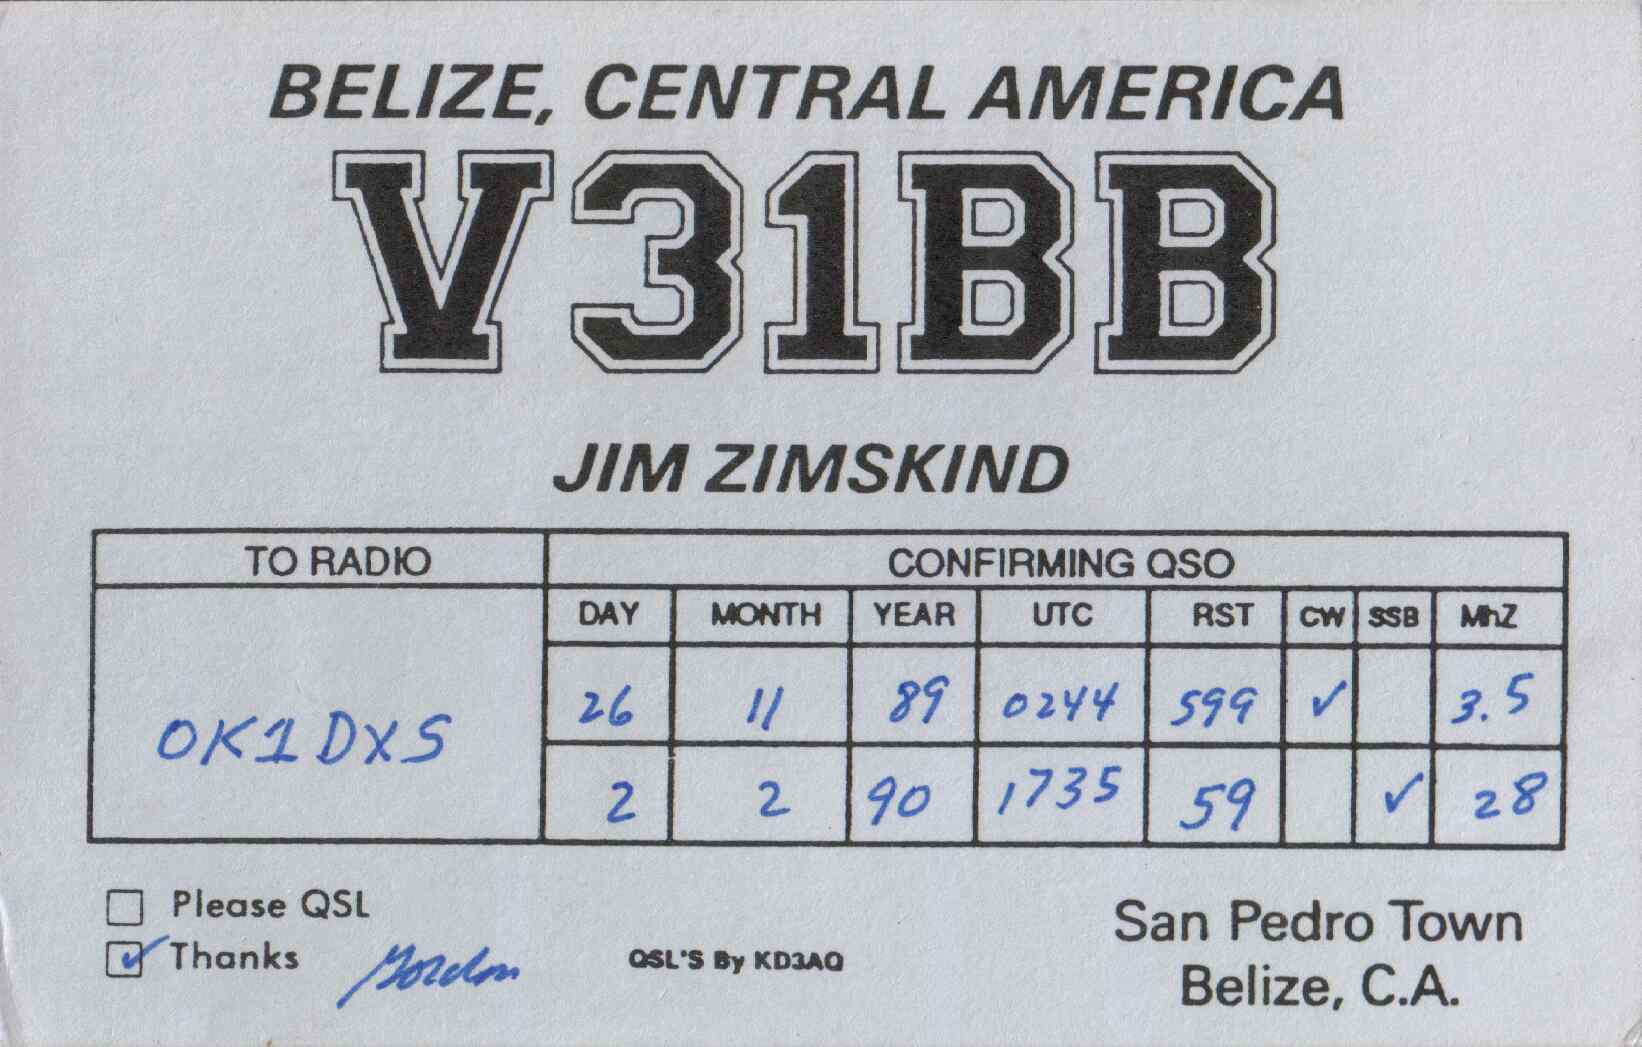 BELIZE, CENTRAL AMERICA
V31BB
JIM ZIMSKIND
TO RADIO CONFIRMING QSO
DAY MONTH YEAR UTC RST CW SSB MhZ
26 11 89 0244 599 ✓ 3.5
OK1DXS
2 2 90 1735 59 ✓ 28
Please QSL
✓ Thanks Gordon QSL'S By KD3AQ
San Pedro Town
Belize, C.A.